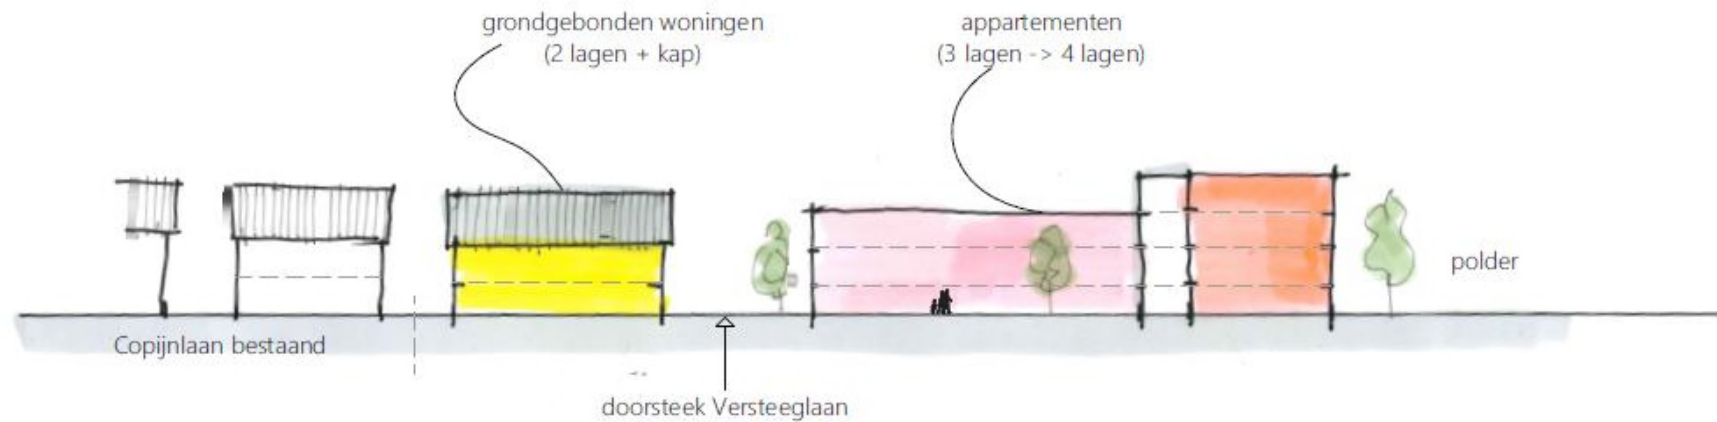 grondgebonden woningen
(2 lagen + kap)
appartementen
(3 lagen -> 4 lagen)
polder
Copijnlaan bestaand
doorsteek Versteeglaan